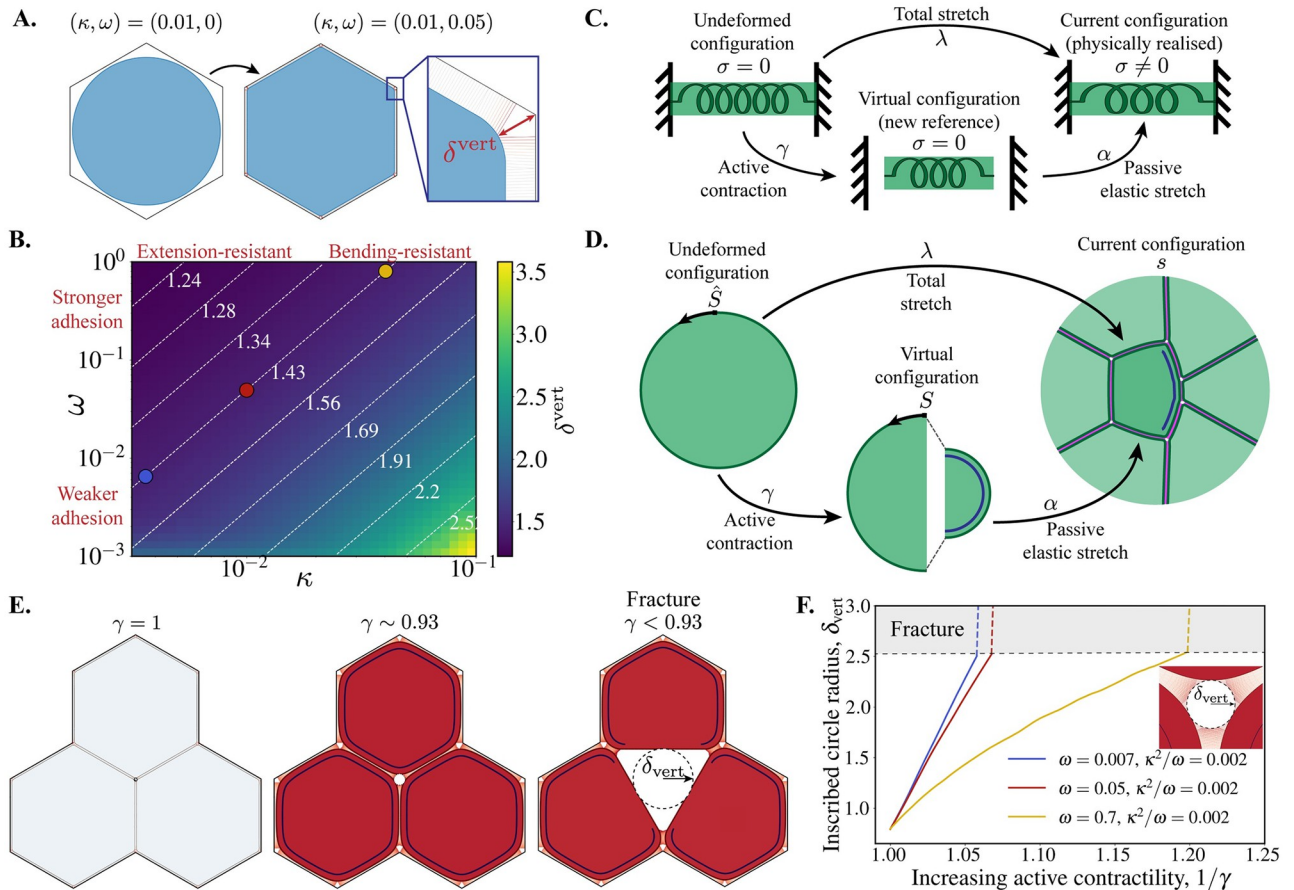 A.
(κ, ω) = (0.01, 0)
(κ, ω) = (0.01, 0.05)
δ^vert
B.
Extension-resistant
Bending-resistant
Stronger
adhesion
Weaker
adhesion
10^0
10^-1
10^-2
10^-3
ω
1.24
1.28
1.34
1.43
1.56
1.69
1.91
2.2
2.5
10^-2
10^-1
κ
3.5
3.0
2.5
2.0
1.5
δ^vert
C.
Undeformed
configuration
σ = 0
Total stretch
λ
Current configuration
(physically realised)
σ ≠ 0
Virtual configuration
(new reference)
σ = 0
γ
Active
contraction
α
Passive
elastic stretch
D.
Undeformed
configuration
Ŝ
λ
Total
stretch
Current configuration
s
Virtual
configuration
S
γ
Active
contraction
α
Passive
elastic stretch
E.
γ = 1
γ ∼ 0.93
Fracture
γ < 0.93
δ_vert
F.
Inscribed circle radius, δ_vert
3.0
2.5
2.0
1.5
1.0
Fracture
δ_vert
ω = 0.007, κ²/ω = 0.002
ω = 0.05, κ²/ω = 0.002
ω = 0.7, κ²/ω = 0.002
1.00
1.05
1.10
1.15
1.20
1.25
Increasing active contractility, 1/γ